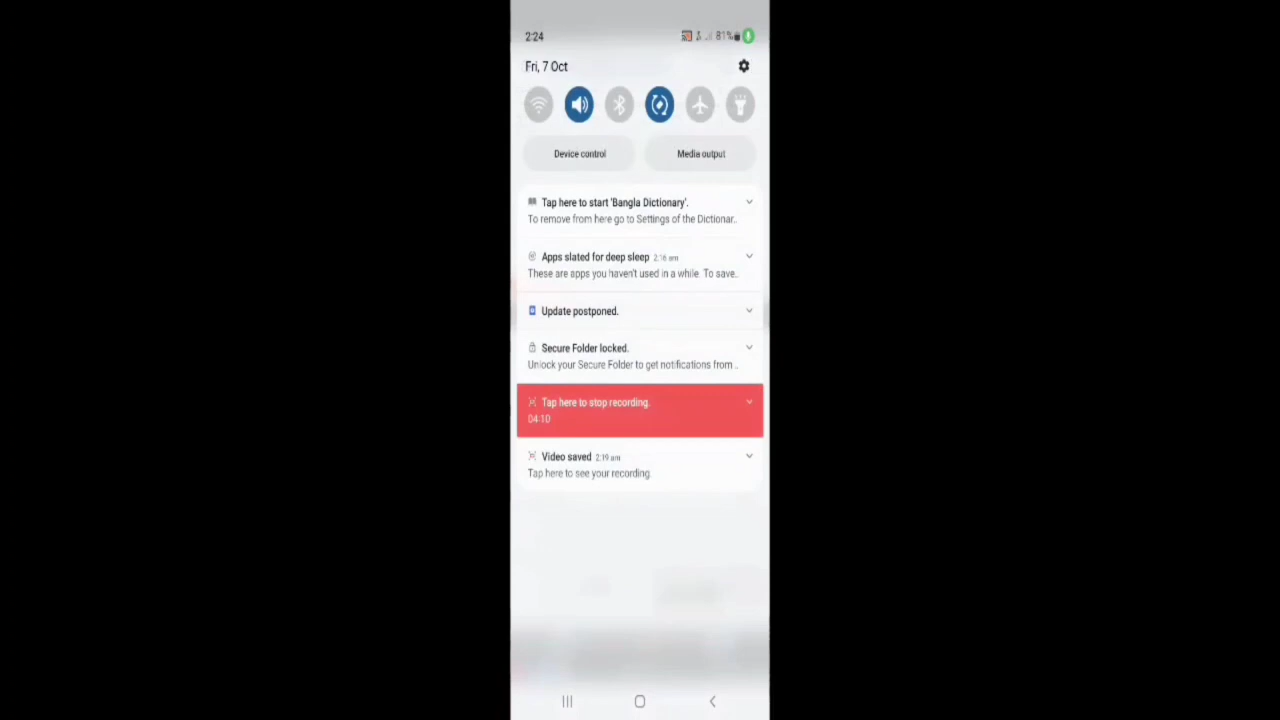 2:24
81%
Fri, 7 Oct
Device control
Media output
Tap here to start 'Bangla Dictionary'.
To remove from here go to Settings of the Dictionar..
Apps slated for deep sleep 2:16 am
These are apps you haven't used in a while. To save..
Update postponed.
Secure Folder locked.
Unlock your Secure Folder to get notifications from ..
Tap here to stop recording.
04:10
Video saved 2:19 am
Tap here to see your recording.